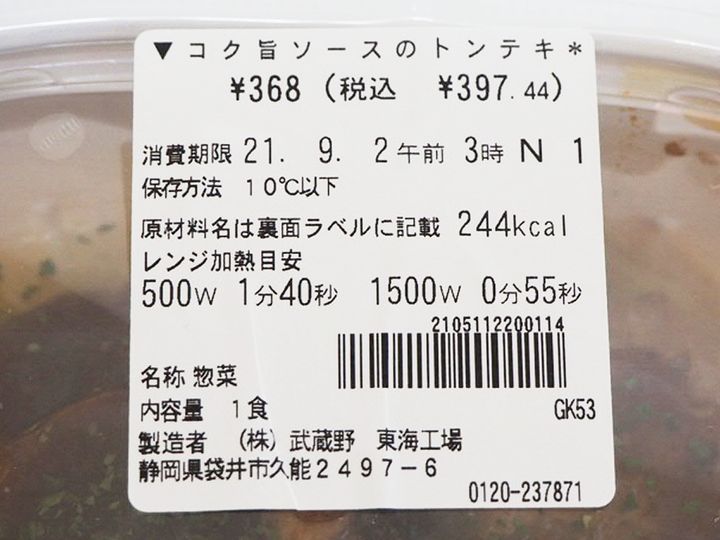 ▼コク旨ソースのトンテキ*
¥368（税込 ¥397.44）
消費期限 21. 9. 2午前 3時 N 1
保存方法 10℃以下
原材料名は裏面ラベルに記載 244kcal
レンジ加熱目安
500W 1分40秒 1500W 0分55秒
2105112200114
名称 惣菜
内容量 1食 GK53
製造者 （株）武蔵野 東海工場
静岡県袋井市久能２４９７－６
0120-237871